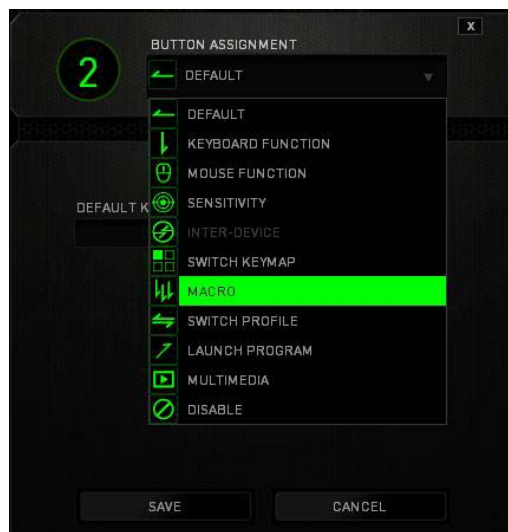 X
BUTTON ASSIGNMENT
2
DEFAULT
DEFAULT
KEYBOARD FUNCTION
MOUSE FUNCTION
DEFAULT K
SENSITIVITY
INTER-DEVICE
SWITCH KEYMAP
MACRO
SWITCH PROFILE
LAUNCH PROGRAM
MULTIMEDIA
DISABLE
SAVE CANCEL